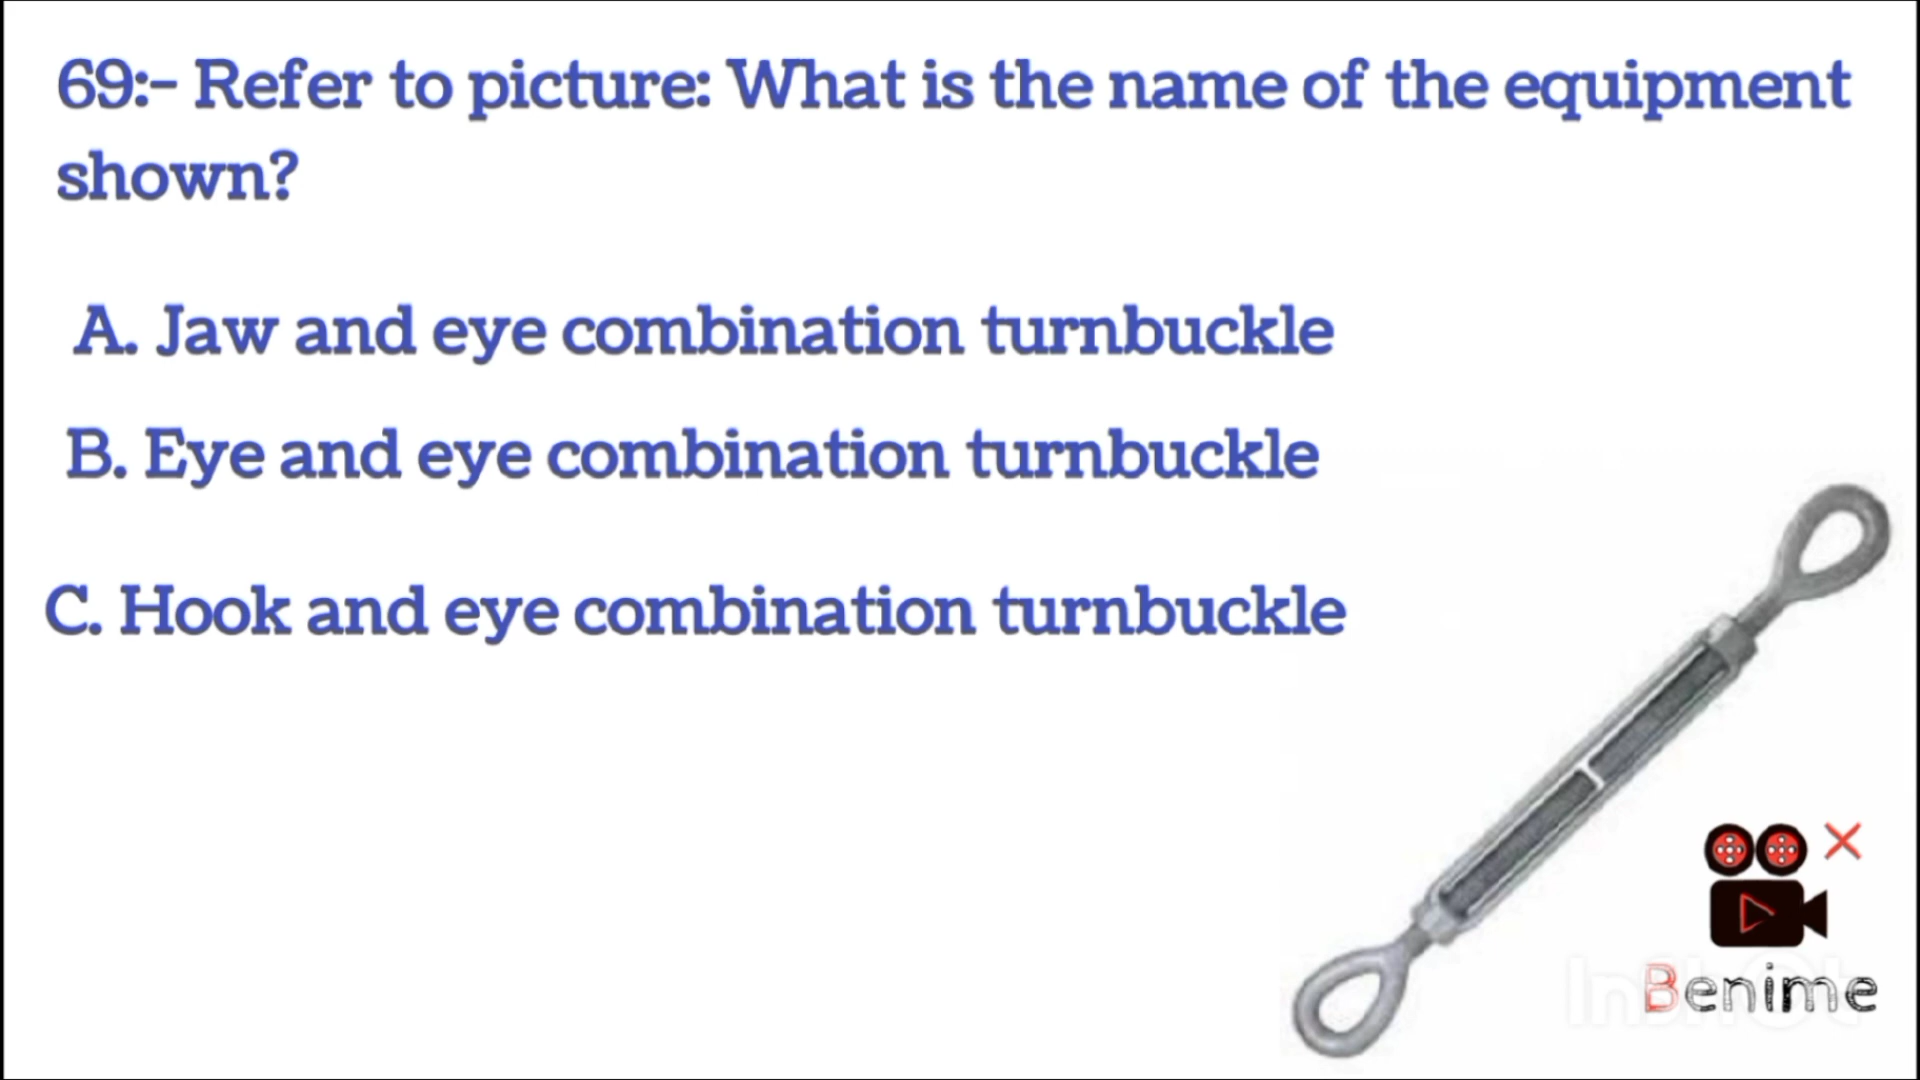 69:- Refer to picture: What is the name of the equipment
shown?
A. Jaw and eye combination turnbuckle
B. Eye and eye combination turnbuckle
C. Hook and eye combination turnbuckle
InShot
Benime